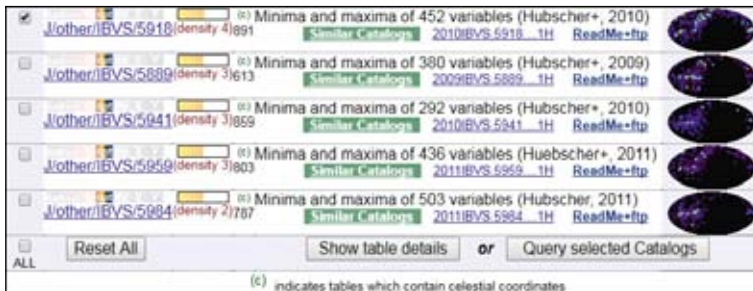 (c) Minima and maxima of 452 variables (Hubscher+, 2010)
J/other/IBVS/5918 (density 4) 891 Similar Catalogs 2010IBVS.5918....1H ReadMe+ftp
(c) Minima and maxima of 380 variables (Hubscher+, 2009)
J/other/IBVS/5889 (density 3) 613 Similar Catalogs 2009IBVS.5889....1H ReadMe+ftp
(c) Minima and maxima of 292 variables (Hubscher+, 2010)
J/other/IBVS/5941 (density 3) 859 Similar Catalogs 2010IBVS.5941....1H ReadMe+ftp
(c) Minima and maxima of 436 variables (Huebscher+, 2011)
J/other/IBVS/5959 (density 3) 803 Similar Catalogs 2011IBVS.5959....1H ReadMe+ftp
(c) Minima and maxima of 503 variables (Hubscher, 2011)
J/other/IBVS/5984 (density 2) 787 Similar Catalogs 2011IBVS.5984....1H ReadMe+ftp
ALL Reset All Show table details or Query selected Catalogs
(c) indicates tables which contain celestial coordinates